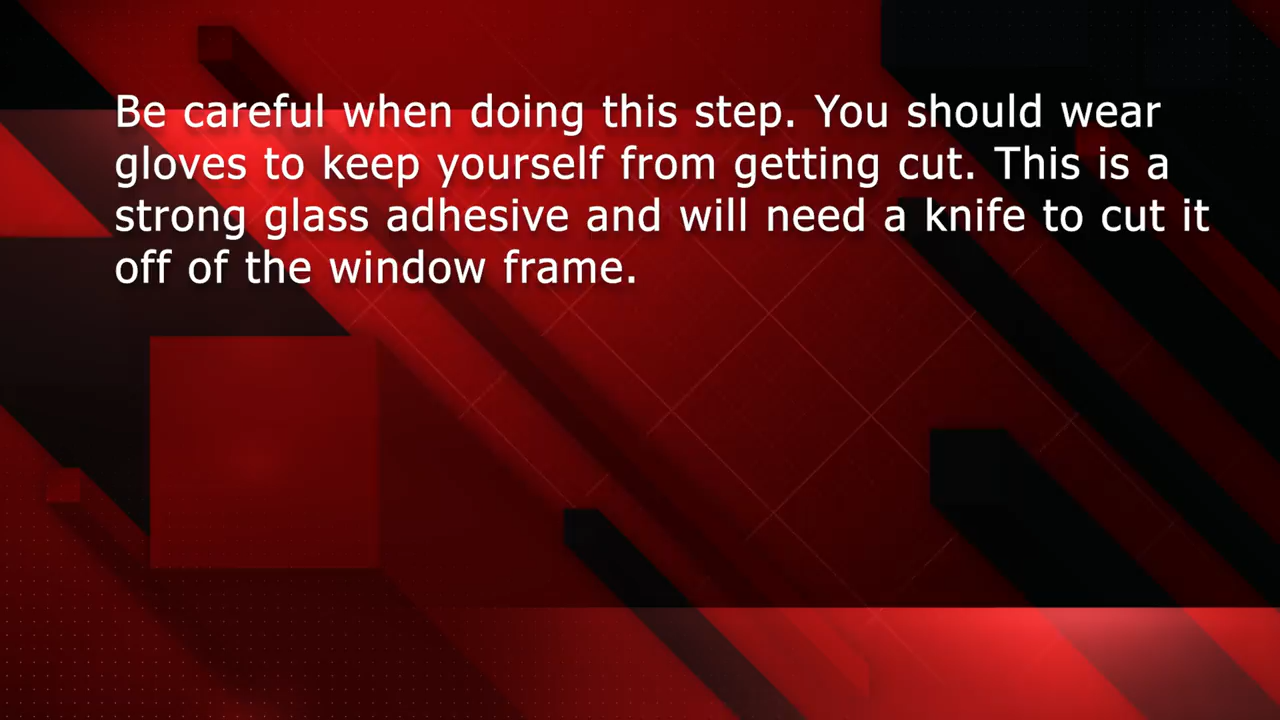 Be careful when doing this step. You should wear
gloves to keep yourself from getting cut. This is a
strong glass adhesive and will need a knife to cut it
off of the window frame.